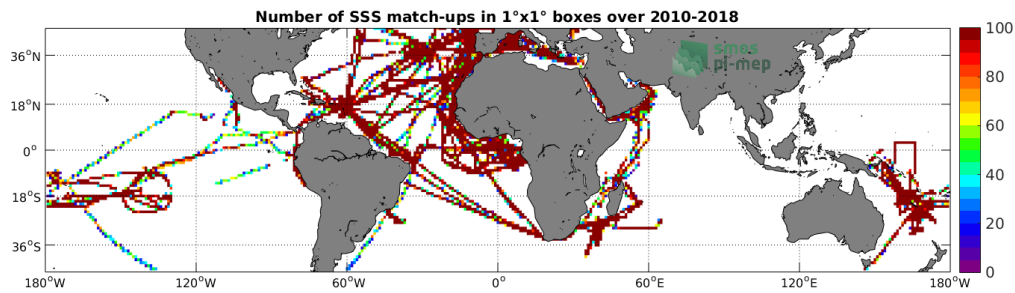 Number of SSS match-ups in 1°x1° boxes over 2010-2018
smos
pi-mep
36°N
18°N
0°
18°S
36°S
180°W
120°W
60°W
0°
60°E
120°E
180°W
100
80
60
40
20
0